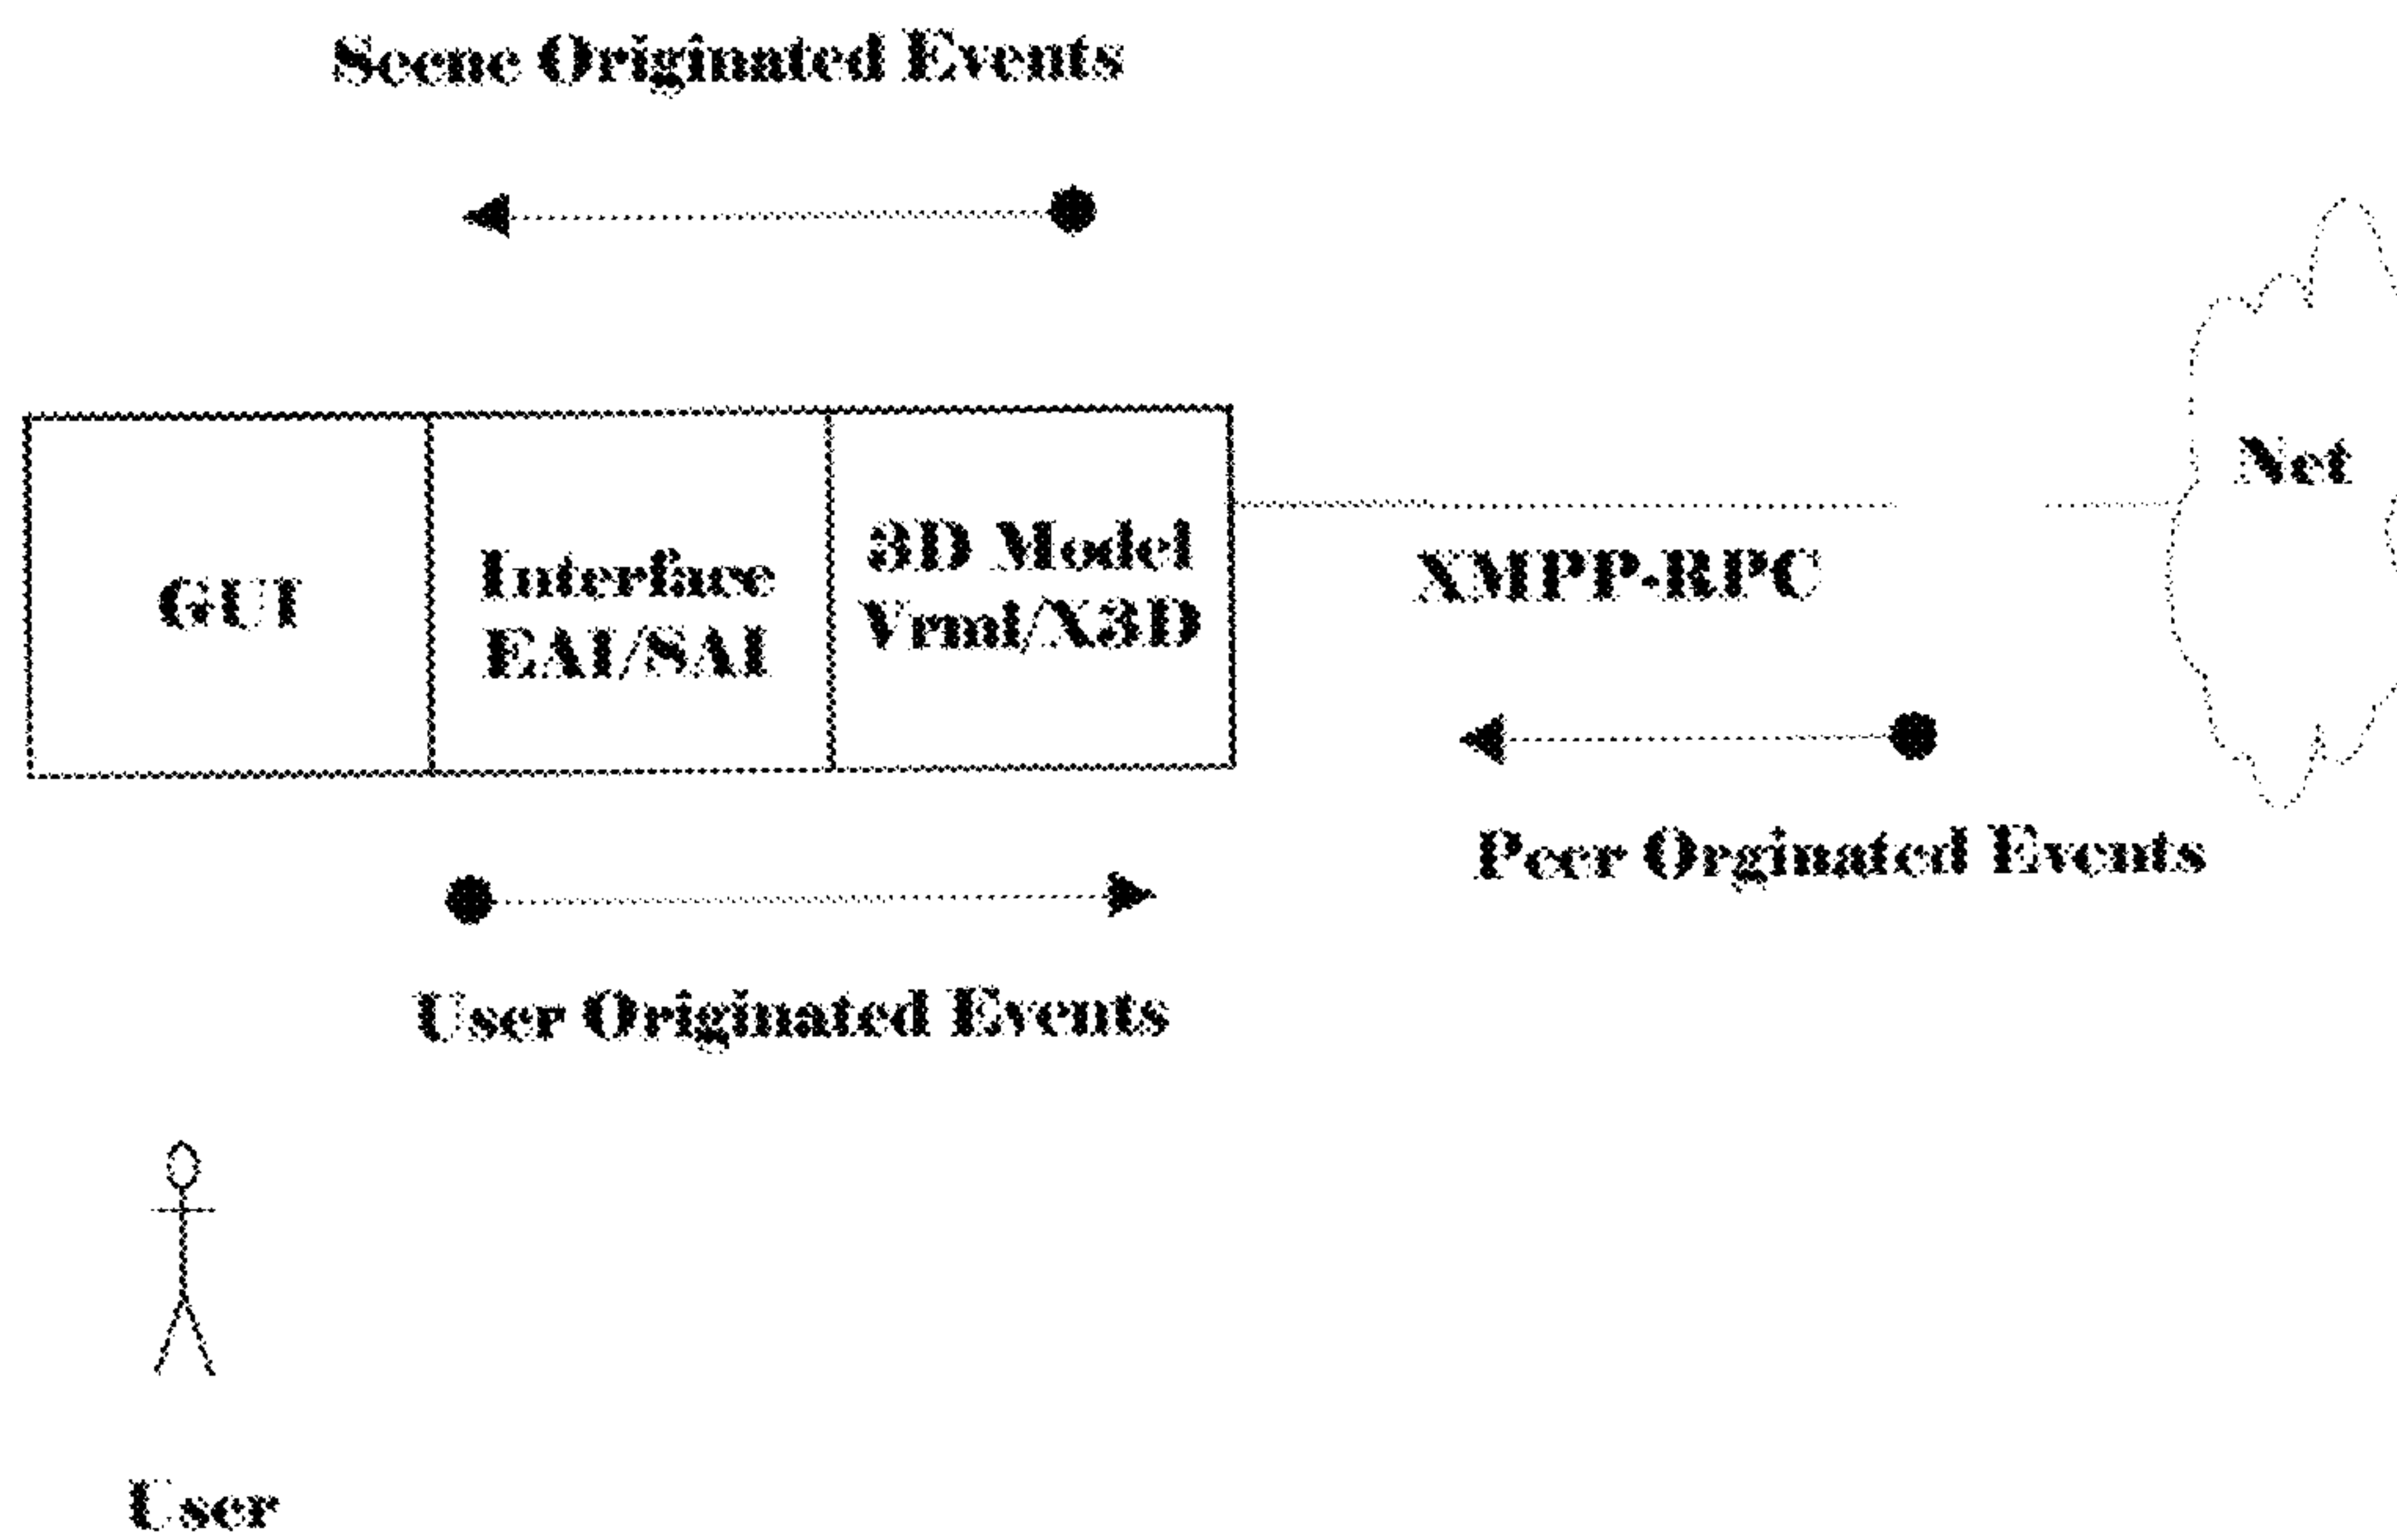 Scene Originated Events
Net
GUI
Interface
EAI/SAI
3D Model
Vrml/X3D
XMPP-RPC
Peer Orginated Events
User Originated Events
User